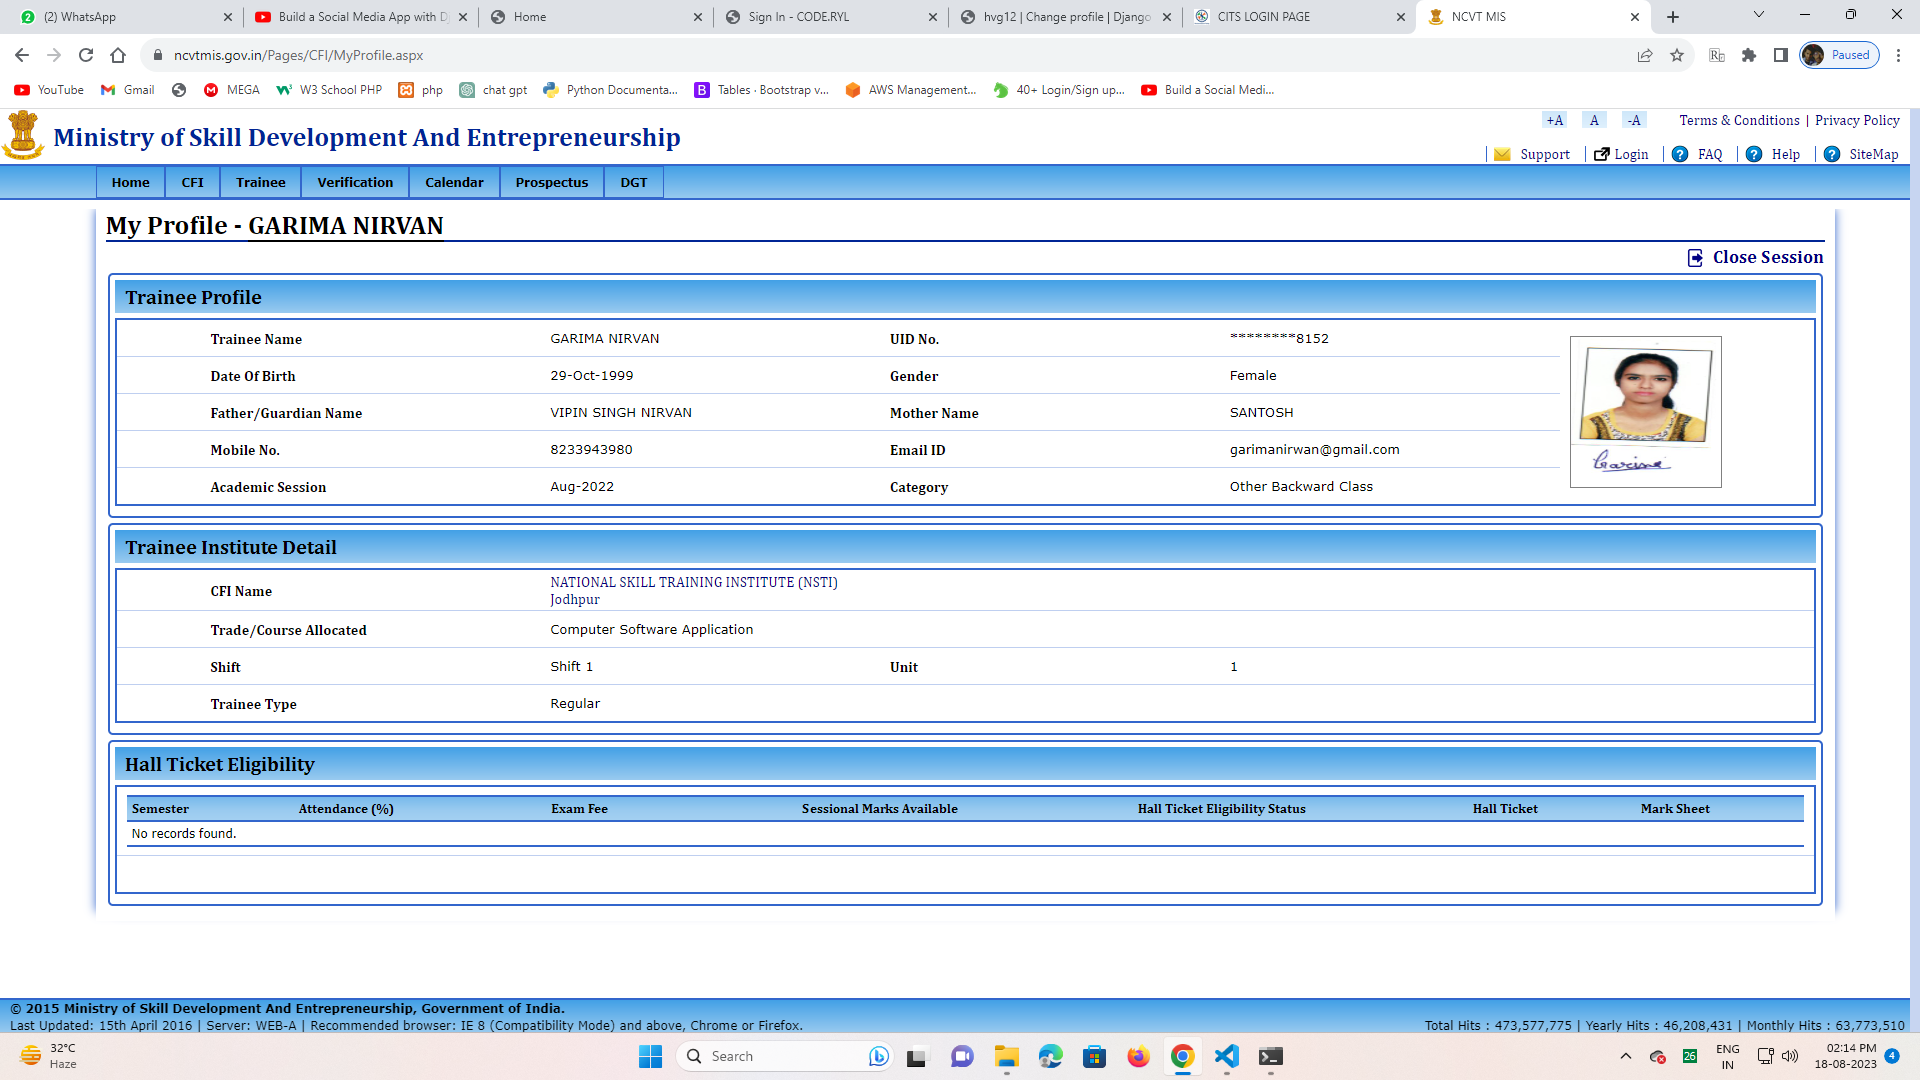 (2) WhatsApp
Build a Social Media App with Dj
Home
Sign In - CODE.RYL
hvg12 | Change profile | Django
CITS LOGIN PAGE
NCVT MIS
ncvtmis.gov.in/Pages/CFI/MyProfile.aspx
Paused
YouTube
Gmail
MEGA
W3 School PHP
php
chat gpt
Python Documenta...
Tables · Bootstrap v...
AWS Management...
40+ Login/Sign up...
Build a Social Medi...
Ministry of Skill Development And Entrepreneurship
+A A -A Terms & Conditions | Privacy Policy
Support Login FAQ Help SiteMap
Home CFI Trainee Verification Calendar Prospectus DGT
My Profile - GARIMA NIRVAN
Close Session
Trainee Profile
Trainee Name GARIMA NIRVAN UID No. ********8152
Date Of Birth 29-Oct-1999 Gender Female
Father/Guardian Name VIPIN SINGH NIRVAN Mother Name SANTOSH
Mobile No. 8233943980 Email ID garimanirwan@gmail.com
Academic Session Aug-2022 Category Other Backward Class
Garima
Trainee Institute Detail
CFI Name NATIONAL SKILL TRAINING INSTITUTE (NSTI)
Jodhpur
Trade/Course Allocated Computer Software Application
Shift Shift 1 Unit 1
Trainee Type Regular
Hall Ticket Eligibility
Semester Attendance (%) Exam Fee Sessional Marks Available Hall Ticket Eligibility Status Hall Ticket Mark Sheet
No records found.
© 2015 Ministry of Skill Development And Entrepreneurship, Government of India.
Last Updated: 15th April 2016 | Server: WEB-A | Recommended browser: IE 8 (Compatibility Mode) and above, Chrome or Firefox.
Total Hits : 473,577,775 | Yearly Hits : 46,208,431 | Monthly Hits : 63,773,510
32°C
Haze
Search
26
ENG
IN
02:14 PM
18-08-2023
4